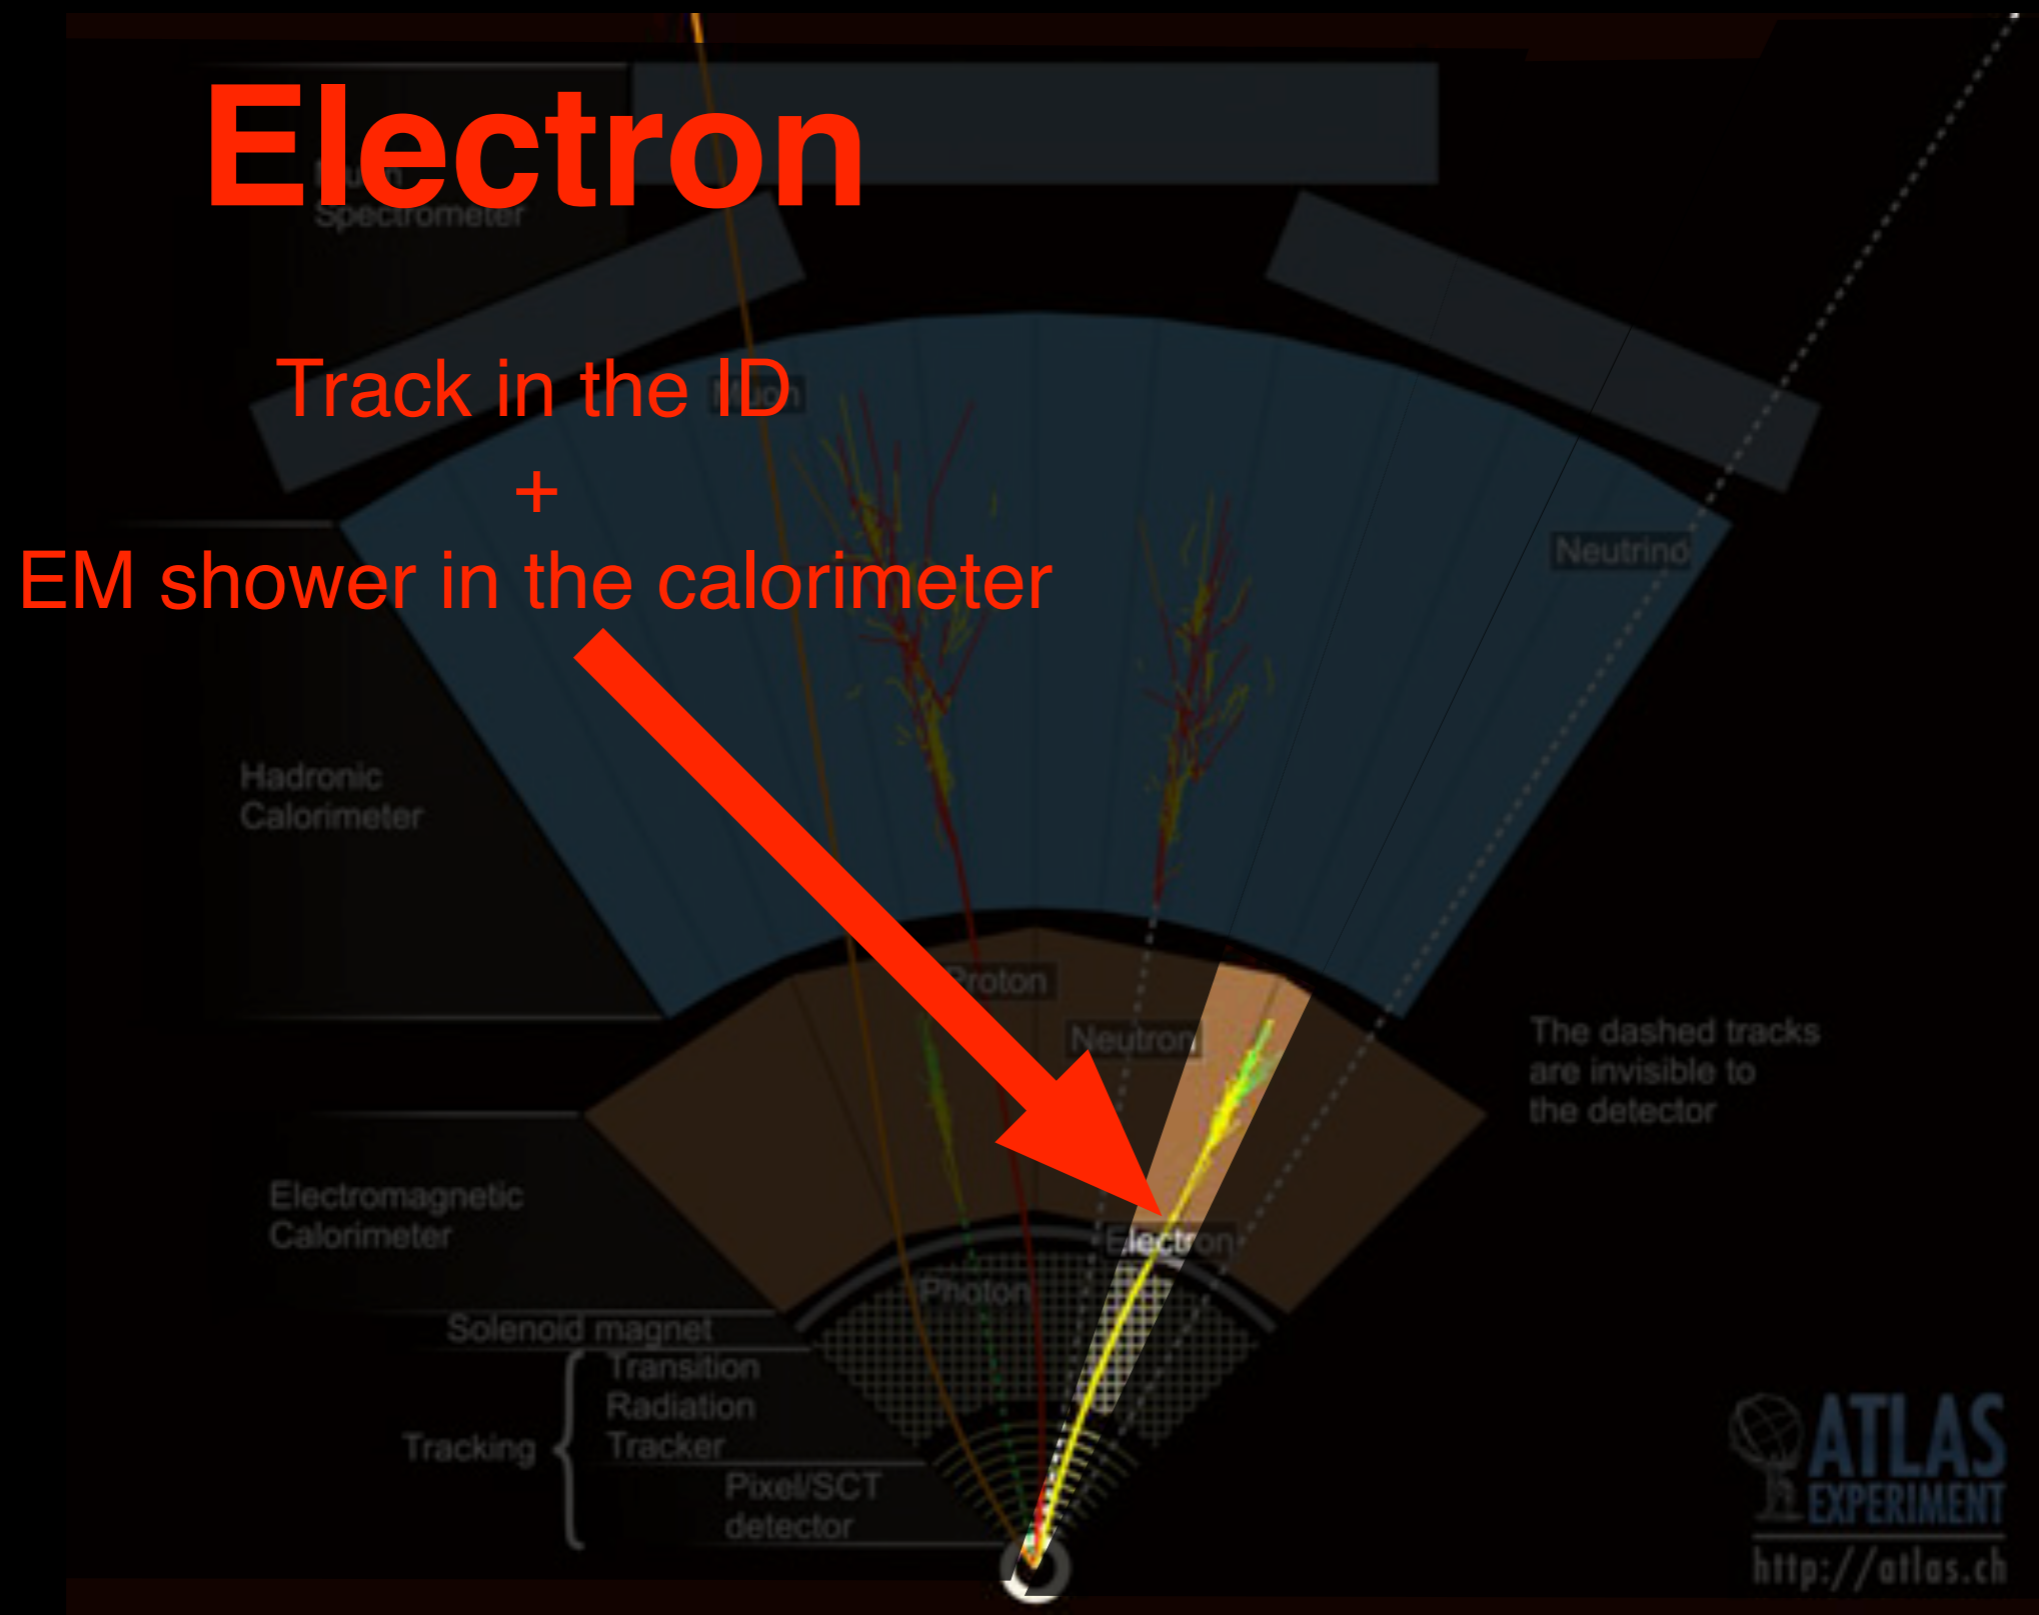 Electron
Muon
Spectrometer
Track in the ID
Muon
+
EM shower in the calorimeter
Neutrino
Hadronic
Calorimeter
Proton
Neutron
The dashed tracks
are invisible to
the detector
Electromagnetic
Calorimeter
Electron
Photon
Solenoid magnet
Tracking
Transition
Radiation
Tracker
Pixel/SCT
detector
ATLAS
EXPERIMENT
http://atlas.ch